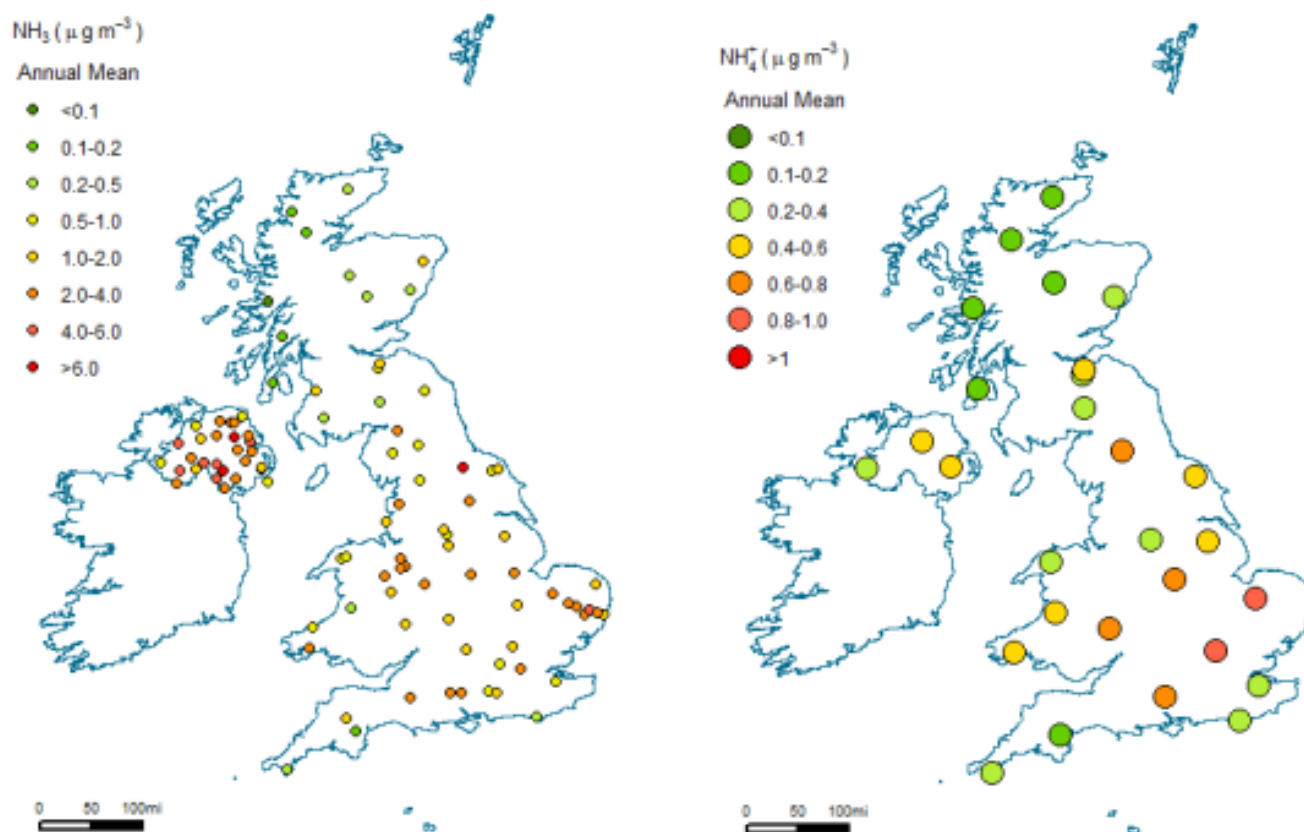 NH₃ ( μ g m⁻³)
Annual Mean
<0.1
0.1-0.2
0.2-0.5
0.5-1.0
1.0-2.0
2.0-4.0
4.0-6.0
>6.0
0 50 100mi
NH₄⁺ ( μ g m⁻³)
Annual Mean
<0.1
0.1-0.2
0.2-0.4
0.4-0.6
0.6-0.8
0.8-1.0
>1
0 50 100mi